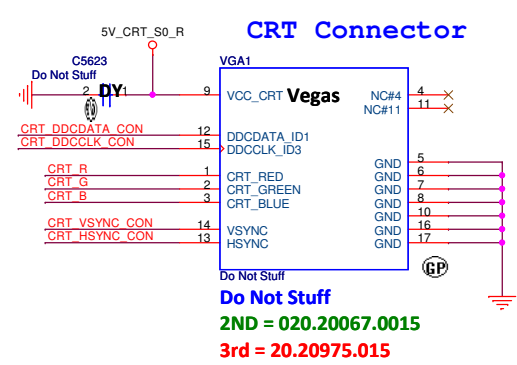 CRT Connector
5V_CRT_S0_R
C5623
Do Not Stuff
2 DY 1
VGA1
9 VCC_CRT Vegas NC#4 4
NC#11 11
CRT_DDCDATA_CON 12 DDCDATA_ID1
CRT_DDCCLK_CON 15 DDCCLK_ID3
GND 5
CRT_R 1 CRT_RED GND 6
CRT_G 2 CRT_GREEN GND 7
CRT_B 3 CRT_BLUE GND 8
GND 10
CRT_VSYNC_CON 14 VSYNC GND 16
CRT_HSYNC_CON 13 HSYNC GND 17
GP
Do Not Stuff
Do Not Stuff
2ND = 020.20067.0015
3rd = 20.20975.015